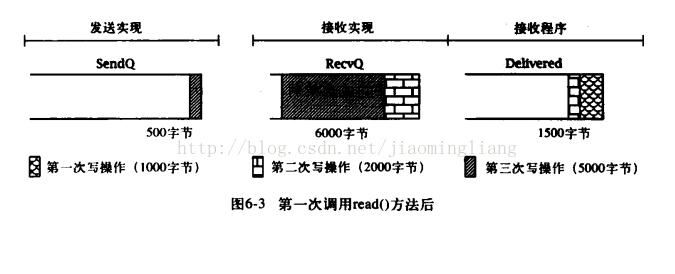 发送实现 接收实现 接收程序
SendQ RecvQ Delivered
500字节 6000字节 1500字节
http://blog.csdn.net/jiaomingliang
第一次写操作（1000字节） 第二次写操作（2000字节） 第三次写操作（5000字节）
图6-3 第一次调用read()方法后